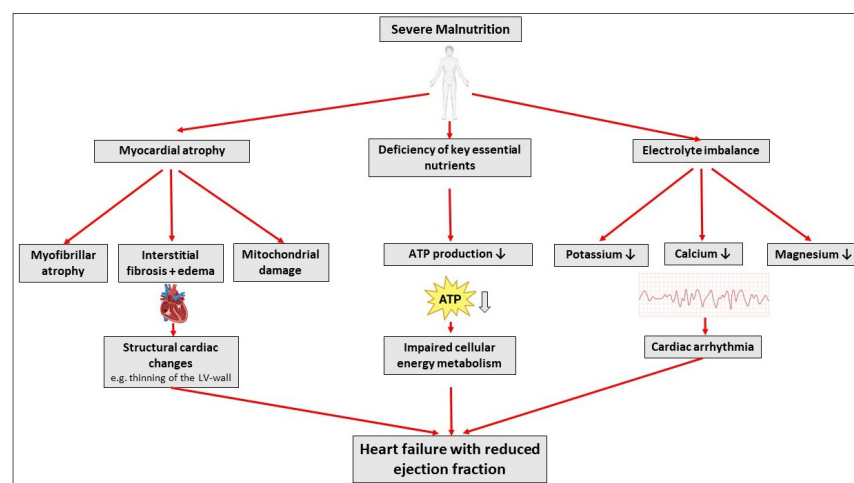 Severe Malnutrition
Myocardial atrophy
Deficiency of key essential
nutrients
Electrolyte imbalance
Myofibrillar
atrophy
Interstitial
fibrosis + edema
Mitochondrial
damage
ATP production ↓
Potassium ↓
Calcium ↓
Magnesium ↓
ATP
Structural cardiac
changes
e.g. thinning of the LV-wall
Impaired cellular
energy metabolism
Cardiac arrhythmia
Heart failure with reduced
ejection fraction